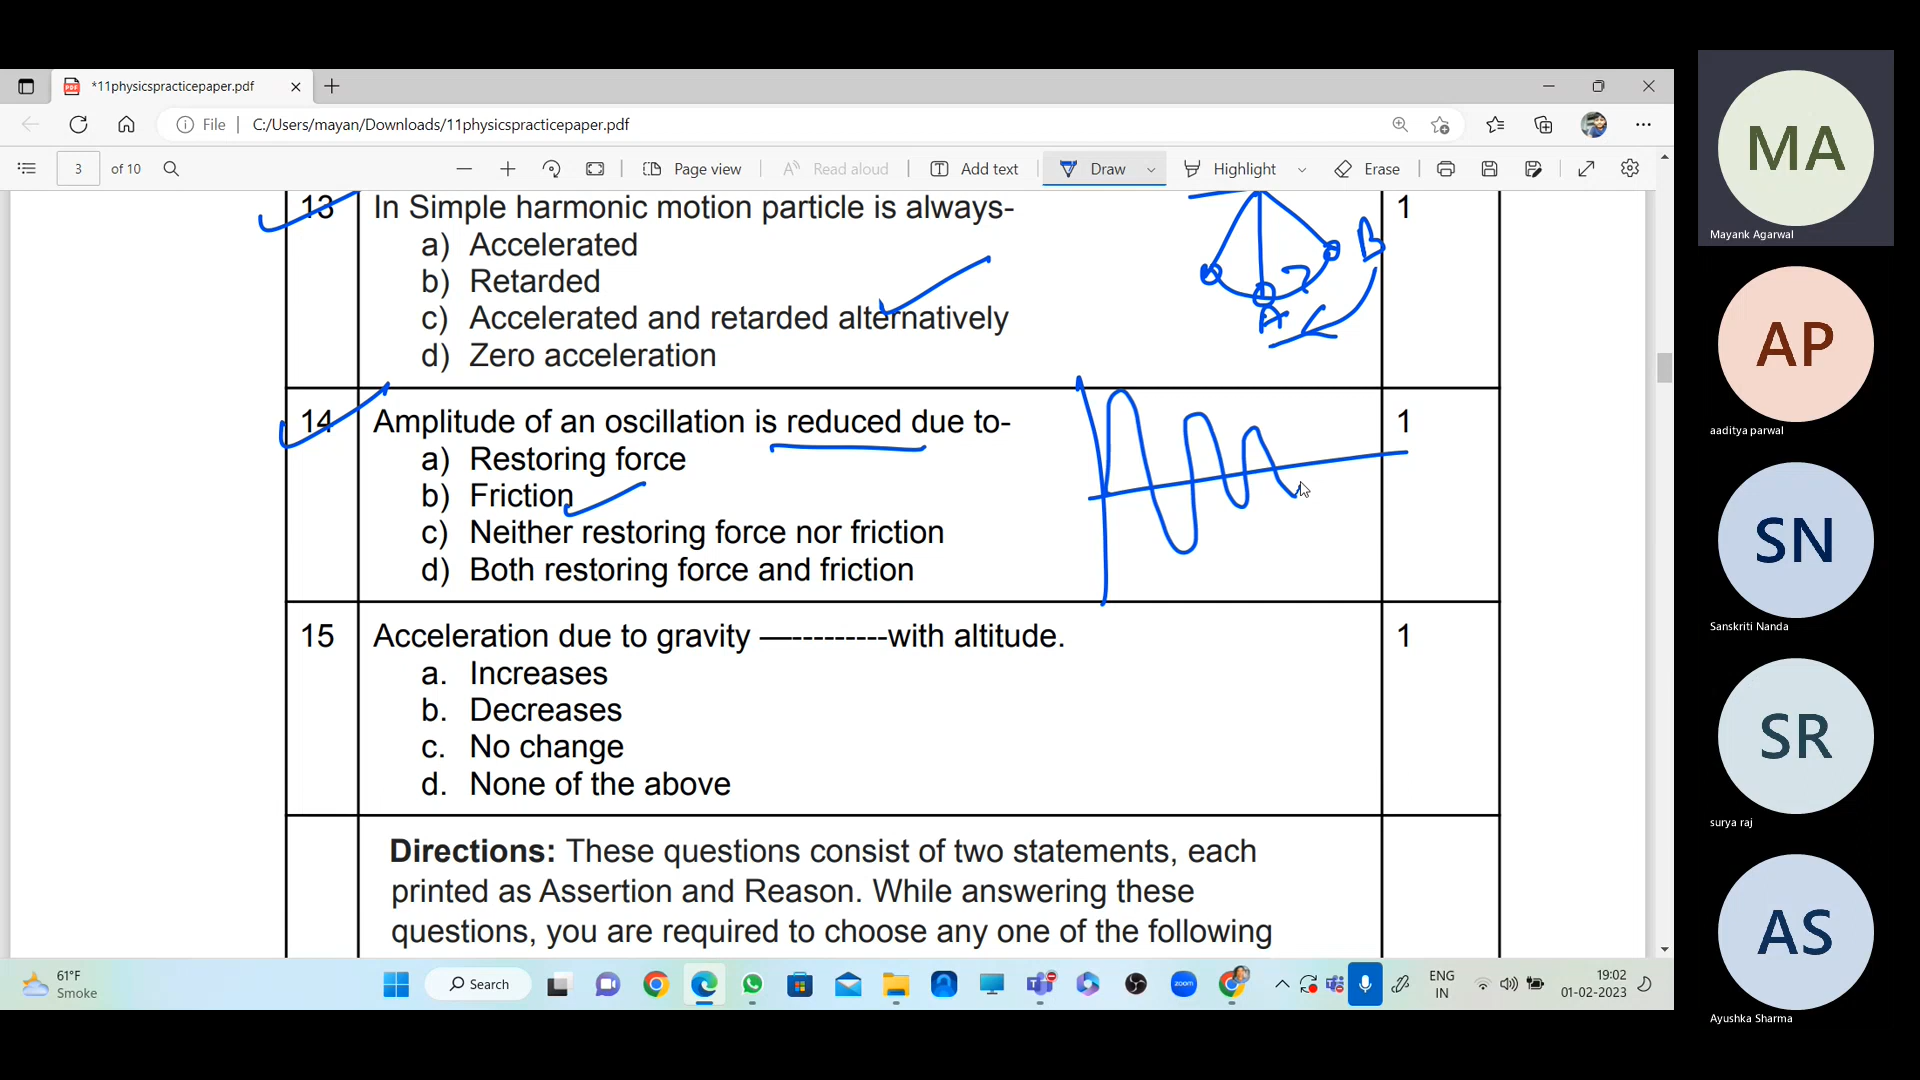 *11physicspracticepaper.pdf
File | C:/Users/mayan/Downloads/11physicspracticepaper.pdf
3 of 10 Page view Read aloud Add text Draw Highlight Erase
13 In Simple harmonic motion particle is always- 1
a) Accelerated
b) Retarded
c) Accelerated and retarded alternatively
d) Zero acceleration
B
A
14 Amplitude of an oscillation is reduced due to- 1
a) Restoring force
b) Friction
c) Neither restoring force nor friction
d) Both restoring force and friction
15 Acceleration due to gravity —----------with altitude. 1
a. Increases
b. Decreases
c. No change
d. None of the above
Directions: These questions consist of two statements, each
printed as Assertion and Reason. While answering these
questions, you are required to choose any one of the following
61°F
Smoke
Search
zoom
ENG
IN
19:02
01-02-2023
MA
Mayank Agarwal
AP
aaditya parwal
SN
Sanskriti Nanda
SR
surya raj
AS
Ayushka Sharma